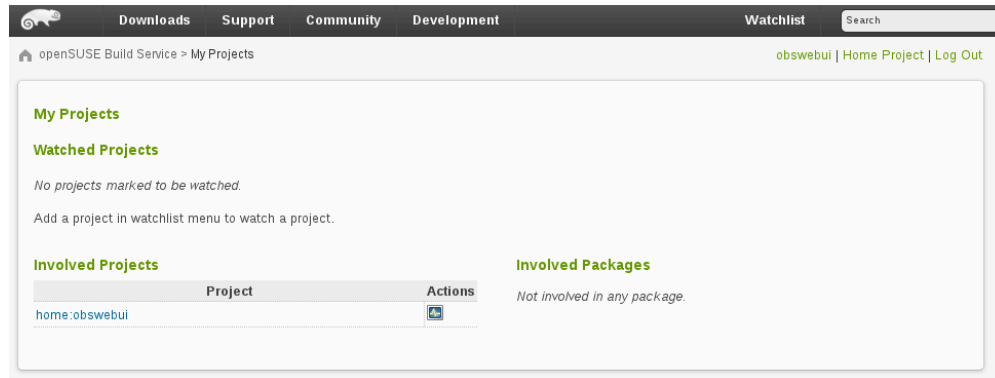 Downloads Support Community Development Watchlist Search
openSUSE Build Service > My Projects obswebui | Home Project | Log Out
My Projects
Watched Projects
No projects marked to be watched.
Add a project in watchlist menu to watch a project.
Involved Projects
Project Actions
home:obswebui
Involved Packages
Not involved in any package.